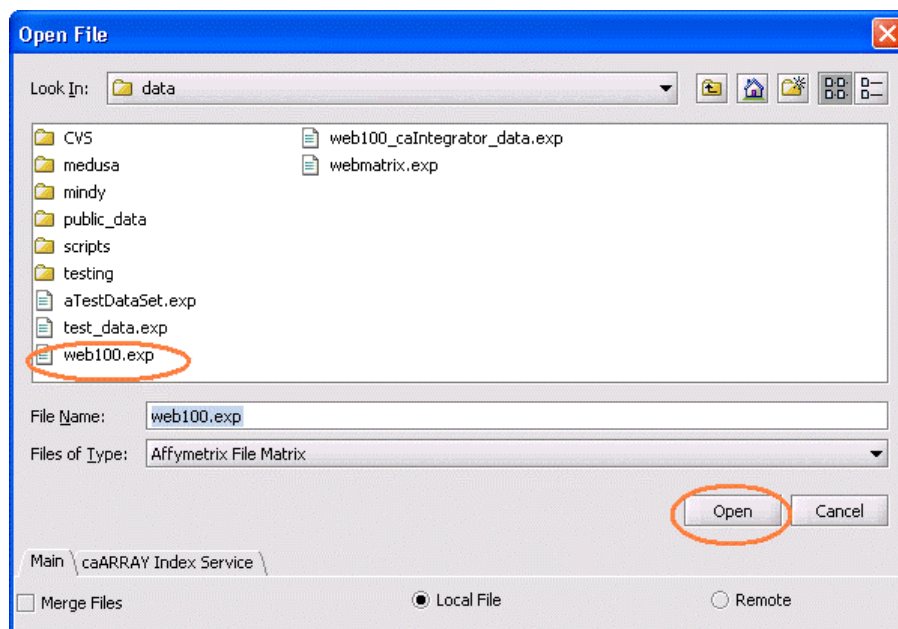 Open File
Look In: data
CVS
medusa
mindy
public_data
scripts
testing
aTestDataSet.exp
test_data.exp
web100.exp
web100_caIntegrator_data.exp
webmatrix.exp
File Name: web100.exp
Files of Type: Affymetrix File Matrix
Open Cancel
Main caARRAY Index Service
Merge Files Local File Remote